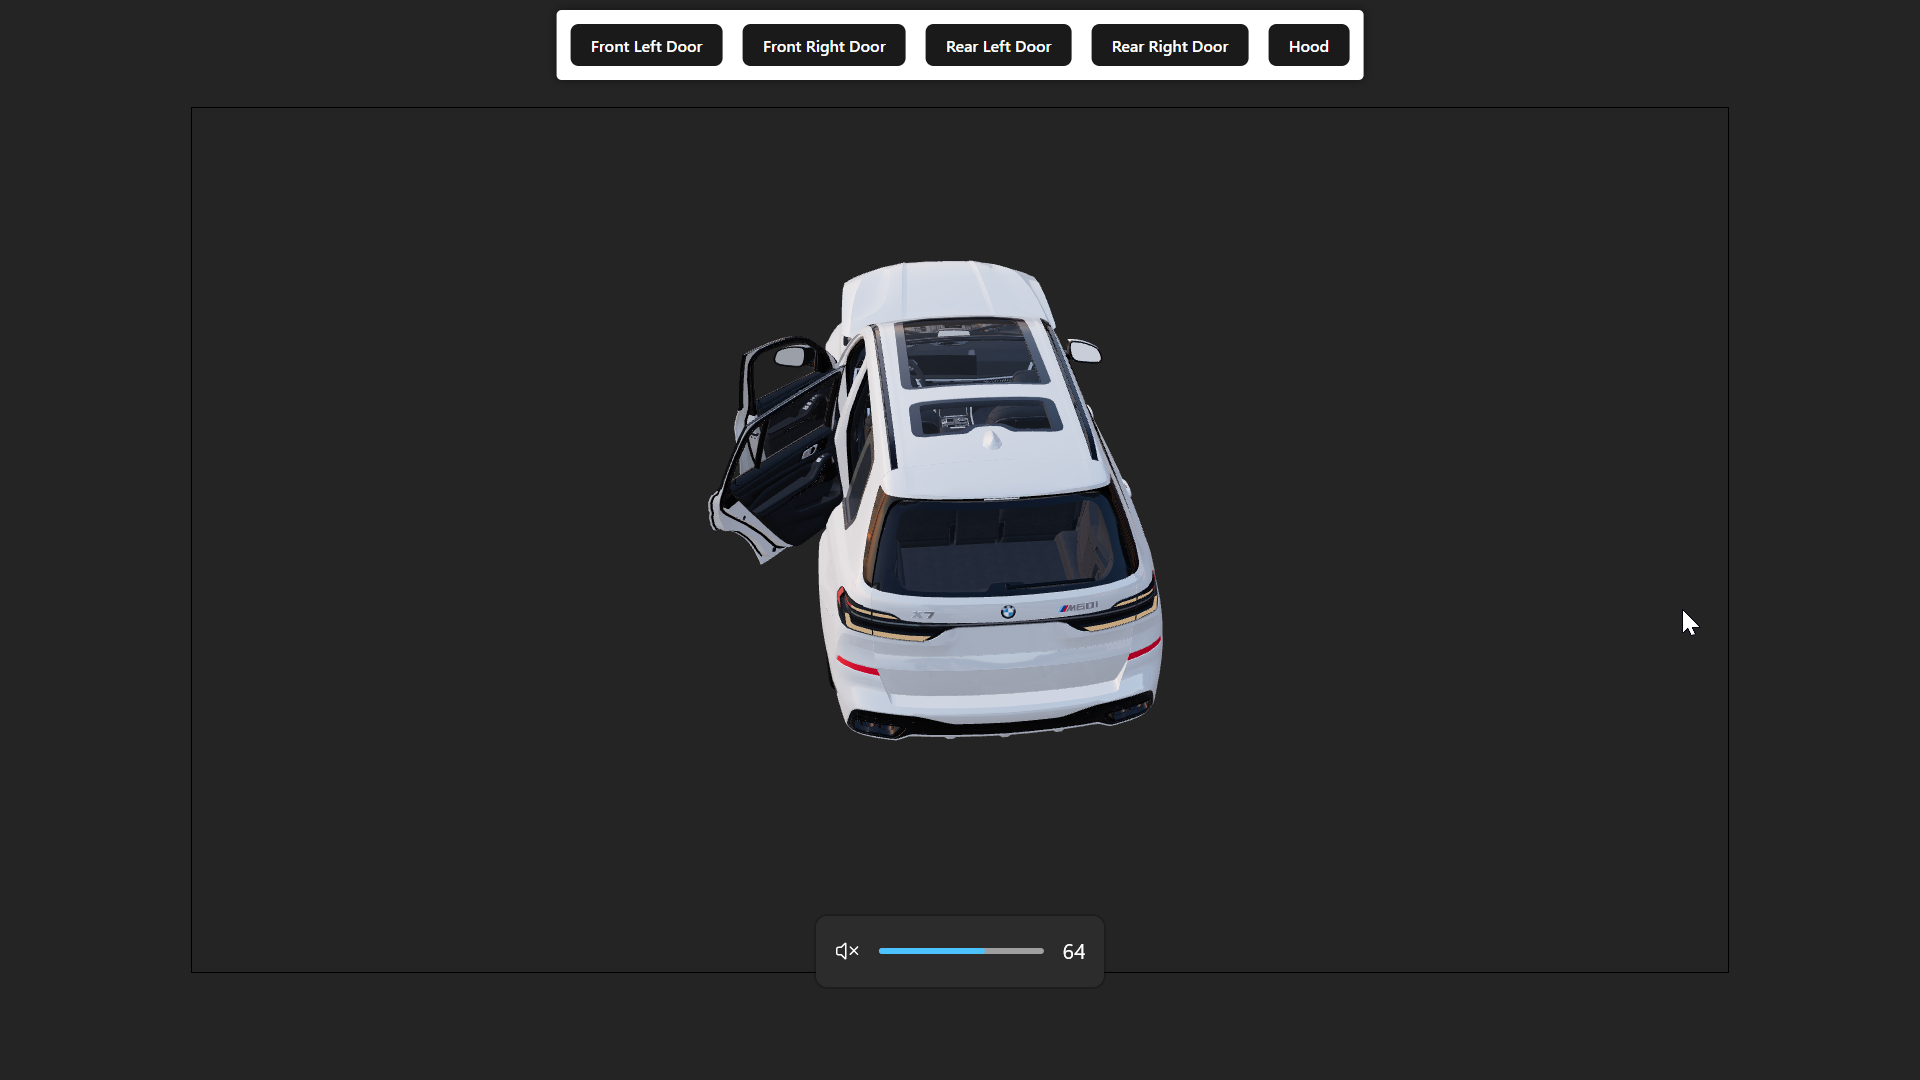 Front Left Door
Front Right Door
Rear Left Door
Rear Right Door
Hood
X7
M60i
64